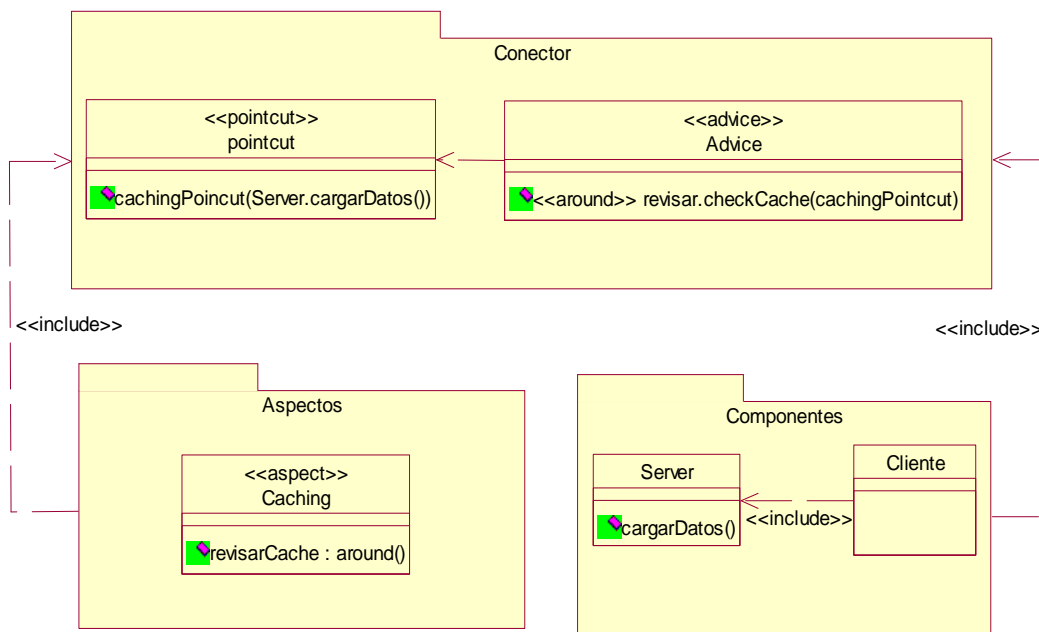 Conector
<<pointcut>>
pointcut
cachingPoincut(Server.cargarDatos())
<<advice>>
Advice
<<around>> revisar.checkCache(cachingPointcut)
<<include>>
<<include>>
Aspectos
<<aspect>>
Caching
revisarCache : around()
Componentes
Server
cargarDatos()
<<include>>
Cliente